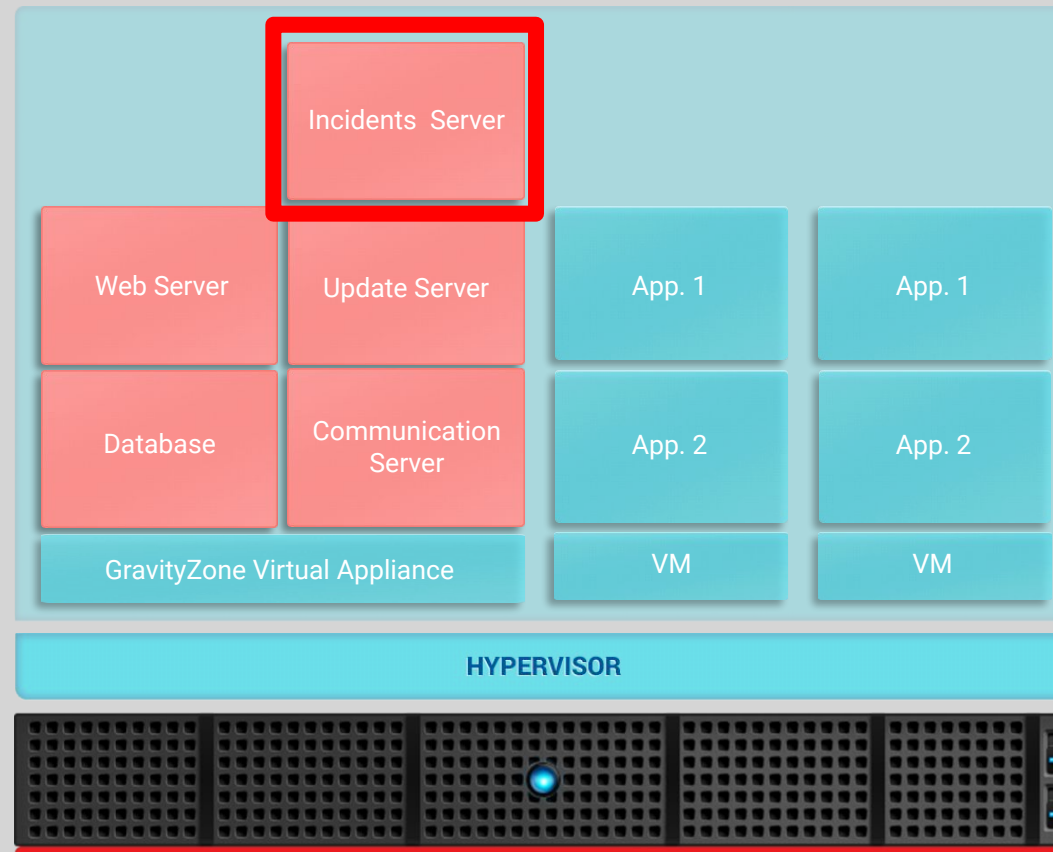 Incidents Server
Web Server
Update Server
App. 1
App. 1
Database
Communication
Server
App. 2
App. 2
GravityZone Virtual Appliance
VM
VM
HYPERVISOR